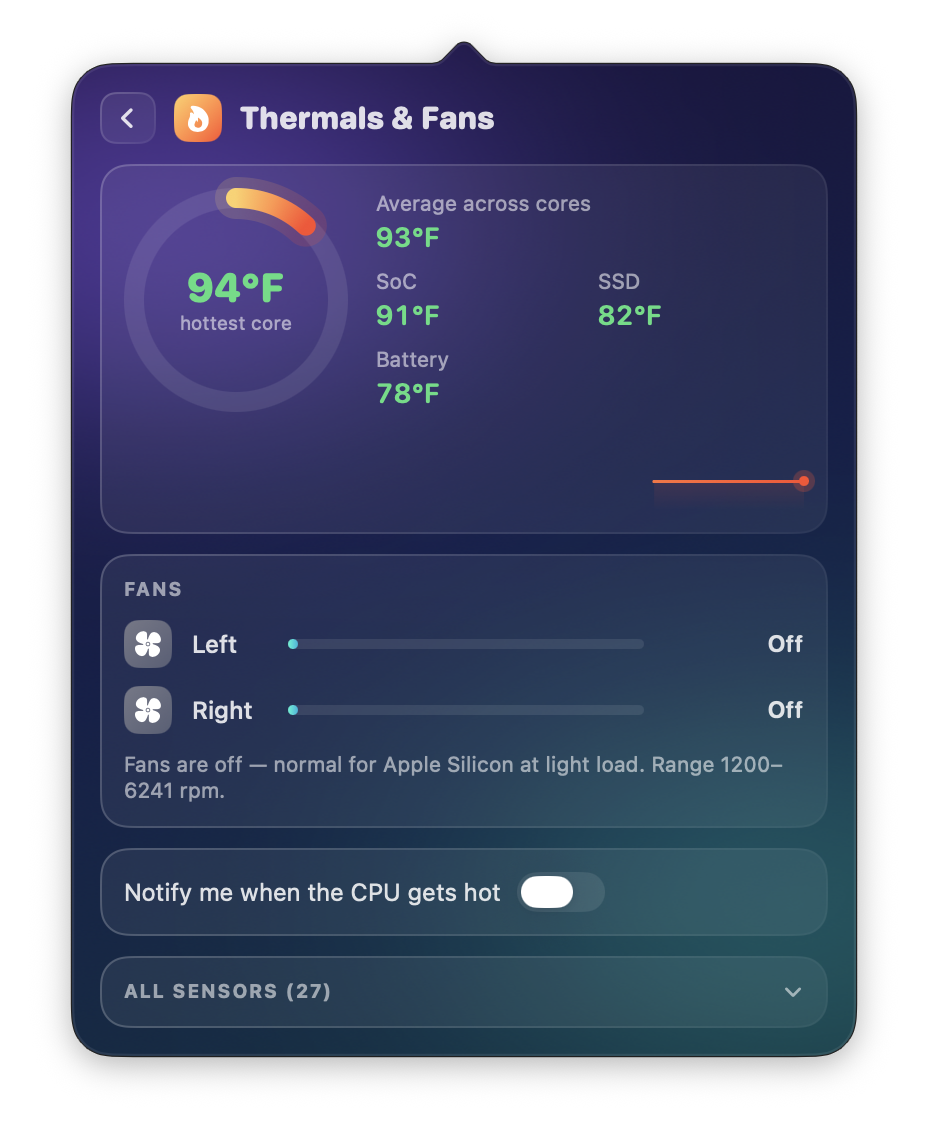 Thermals & Fans
94°F
hottest core
Average across cores
93°F
SoC
91°F
SSD
82°F
Battery
78°F
FANS
Left
Off
Right
Off
Fans are off — normal for Apple Silicon at light load. Range 1200–
6241 rpm.
Notify me when the CPU gets hot
ALL SENSORS (27)